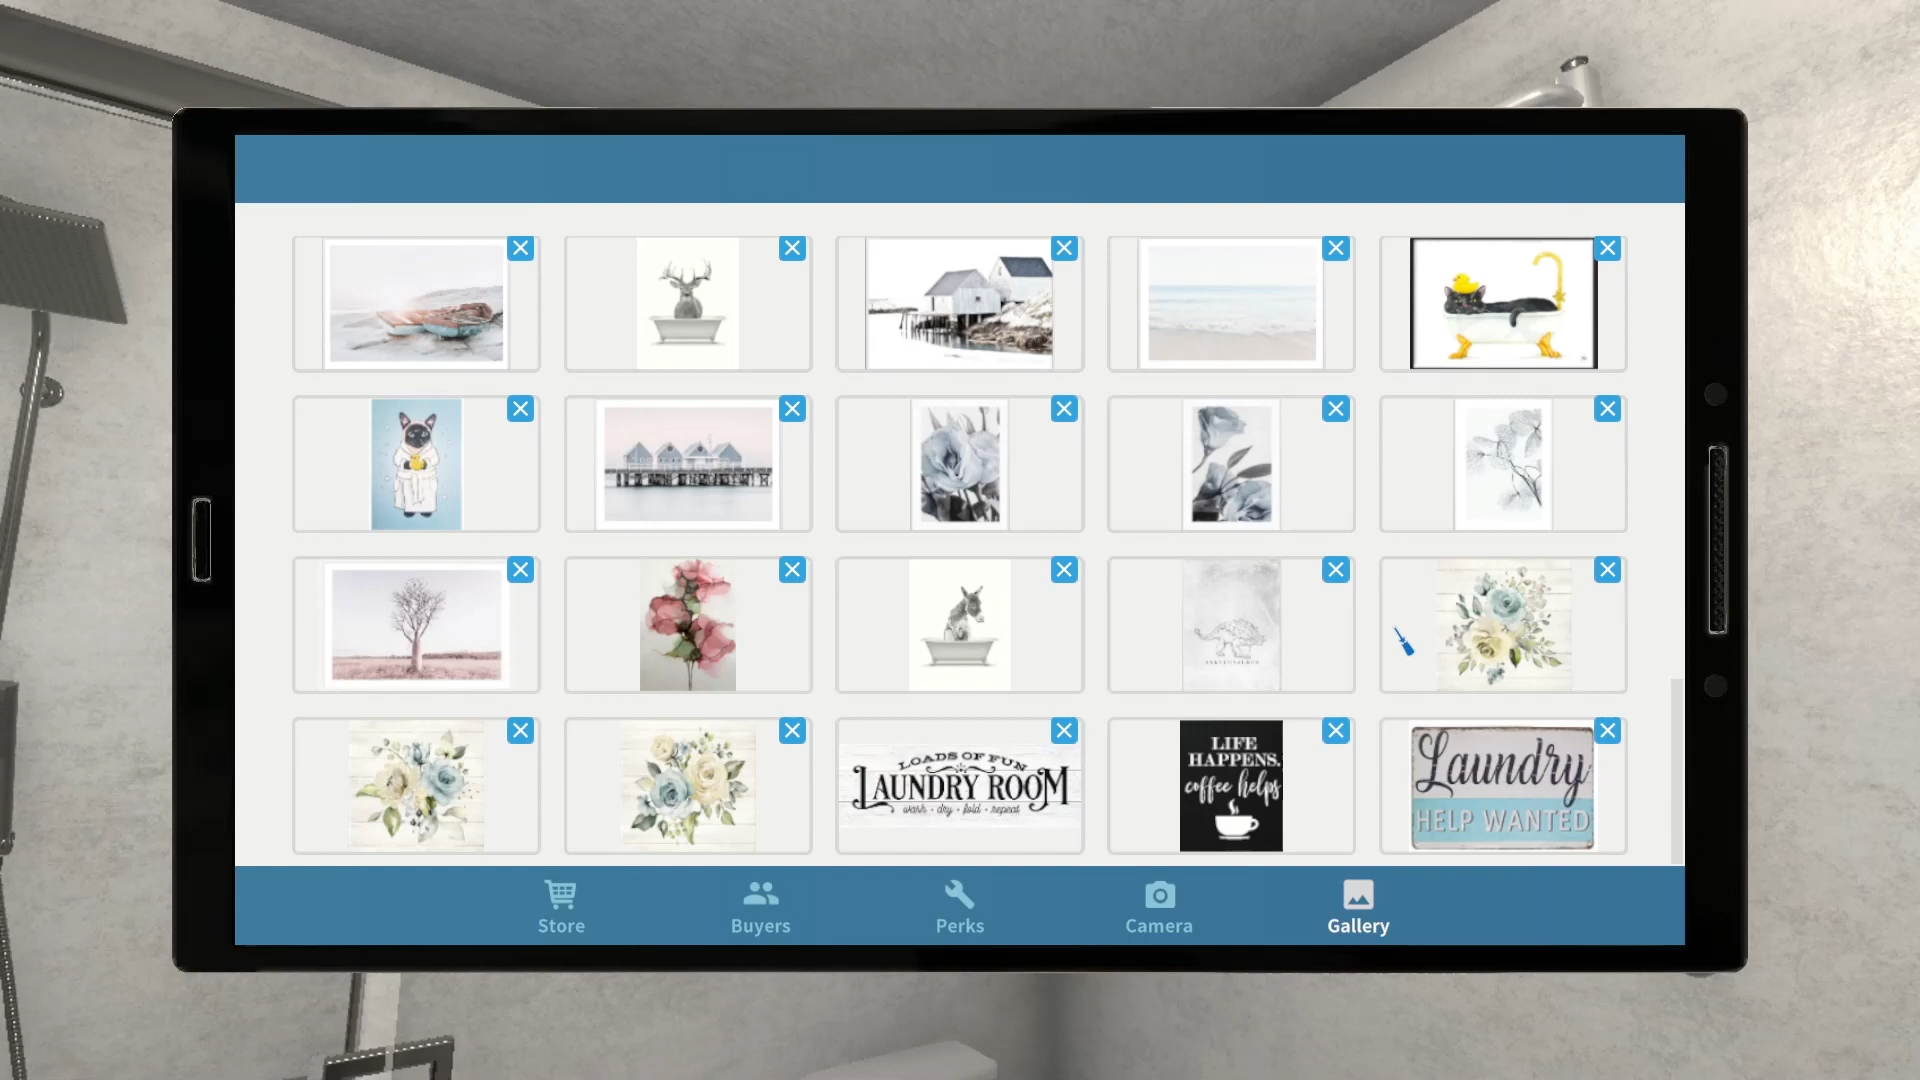 ANKYLOSAURUS
LOADS OF FUN
LAUNDRY ROOM
wash • dry • fold • repeat
LIFE
HAPPENS.
coffee helps
Laundry
HELP WANTED
Store
Buyers
Perks
Camera
Gallery